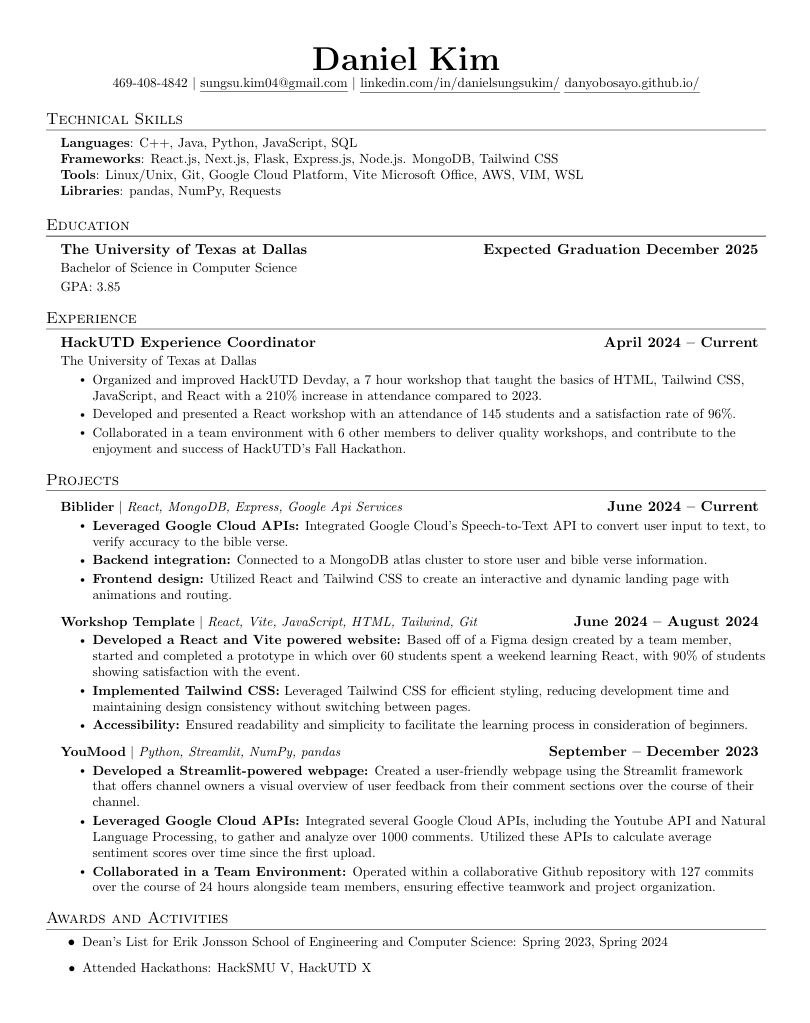 Daniel Kim
469-408-4842 | sungsu.kim04@gmail.com | linkedin.com/in/danielsungsukim/ danyobosayo.github.io/
Technical Skills
Languages: C++, Java, Python, JavaScript, SQL
Frameworks: React.js, Next.js, Flask, Express.js, Node.js. MongoDB, Tailwind CSS
Tools: Linux/Unix, Git, Google Cloud Platform, Vite Microsoft Office, AWS, VIM, WSL
Libraries: pandas, NumPy, Requests
Education
The University of Texas at Dallas Expected Graduation December 2025
Bachelor of Science in Computer Science
GPA: 3.85
Experience
HackUTD Experience Coordinator April 2024 – Current
The University of Texas at Dallas
• Organized and improved HackUTD Devday, a 7 hour workshop that taught the basics of HTML, Tailwind CSS,
JavaScript, and React with a 210% increase in attendance compared to 2023.
• Developed and presented a React workshop with an attendance of 145 students and a satisfaction rate of 96%.
• Collaborated in a team environment with 6 other members to deliver quality workshops, and contribute to the
enjoyment and success of HackUTD's Fall Hackathon.
Projects
Biblider | React, MongoDB, Express, Google Api Services June 2024 – Current
• Leveraged Google Cloud APIs: Integrated Google Cloud's Speech-to-Text API to convert user input to text, to
verify accuracy to the bible verse.
• Backend integration: Connected to a MongoDB atlas cluster to store user and bible verse information.
• Frontend design: Utilized React and Tailwind CSS to create an interactive and dynamic landing page with
animations and routing.
Workshop Template | React, Vite, JavaScript, HTML, Tailwind, Git June 2024 – August 2024
• Developed a React and Vite powered website: Based off of a Figma design created by a team member,
started and completed a prototype in which over 60 students spent a weekend learning React, with 90% of students
showing satisfaction with the event.
• Implemented Tailwind CSS: Leveraged Tailwind CSS for efficient styling, reducing development time and
maintaining design consistency without switching between pages.
• Accessibility: Ensured readability and simplicity to facilitate the learning process in consideration of beginners.
YouMood | Python, Streamlit, NumPy, pandas September – December 2023
• Developed a Streamlit-powered webpage: Created a user-friendly webpage using the Streamlit framework
that offers channel owners a visual overview of user feedback from their comment sections over the course of their
channel.
• Leveraged Google Cloud APIs: Integrated several Google Cloud APIs, including the Youtube API and Natural
Language Processing, to gather and analyze over 1000 comments. Utilized these APIs to calculate average
sentiment scores over time since the first upload.
• Collaborated in a Team Environment: Operated within a collaborative Github repository with 127 commits
over the course of 24 hours alongside team members, ensuring effective teamwork and project organization.
Awards and Activities
• Dean's List for Erik Jonsson School of Engineering and Computer Science: Spring 2023, Spring 2024
• Attended Hackathons: HackSMU V, HackUTD X